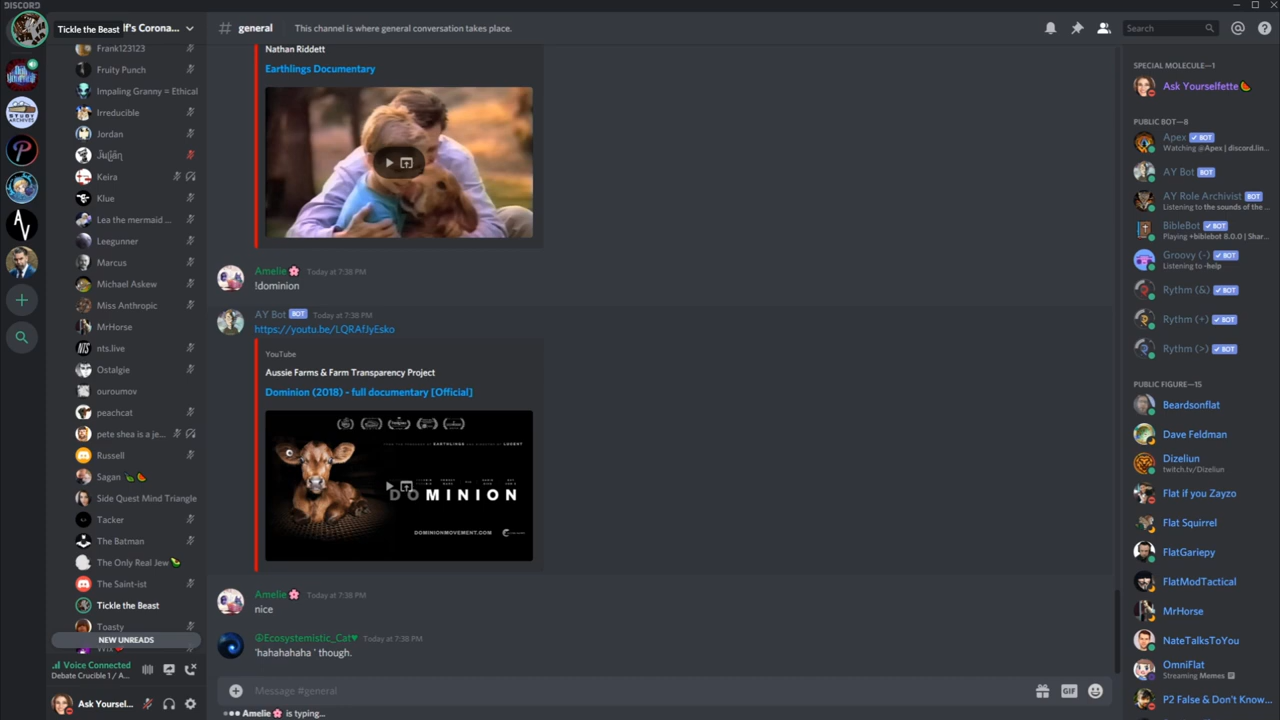 DISCORD
Tickle the Beast
lf's Corona...
general
This channel is where general conversation takes place.
Search
Frank123123
Fruity Punch
Impaling Granny = Ethical
Irreducible
Jordan
Keira
Klue
Lea the mermaid ...
Leegunner
Marcus
Michael Askew
Miss Anthropic
MrHorse
nts.live
Ostalgie
ouroumov
peachcat
pete shea is a je...
Russell
Sagan
Side Quest Mind Triangle
Tacker
The Batman
The Only Real Jew
The Saint-ist
Tickle the Beast
Toasty
NEW UNREADS
Voice Connected
Debate Crucible 1 / A...
Ask Yoursel...
STUDY
ARCHIVES
Nathan Riddett
Earthlings Documentary
Amelie Today at 7:38 PM
!dominion
AY Bot BOT Today at 7:38 PM
https://youtu.be/LQRAfJyEsko
YouTube
Aussie Farms & Farm Transparency Project
Dominion (2018) - full documentary [Official]
DOMINION
DOMINIONMOVEMENT.COM
Amelie Today at 7:38 PM
nice
@Ecosystemistic_Cat♥ Today at 7:38 PM
'hahahahaha ' though.
Message #general
GIF
Amelie is typing...
SPECIAL MOLECULE—1
Ask Yourselfette
PUBLIC BOT—8
Apex BOT
Watching @Apex | discord.lin...
AY Bot BOT
AY Role Archivist BOT
Listening to the sounds of the ...
BibleBot BOT
Playing +biblebot 8.0.0 | Shar...
Groovy (-) BOT
Listening to -help
Rythm (&) BOT
Rythm (+) BOT
Rythm (>) BOT
PUBLIC FIGURE—15
Beardsonflat
Dave Feldman
Dizeliun
twitch.tv/Dizeliun
Flat if you Zayzo
Flat Squirrel
FlatGariepy
FlatModTactical
MrHorse
NateTalksToYou
OmniFlat
Streaming Memes
P2 False & Don't Know...